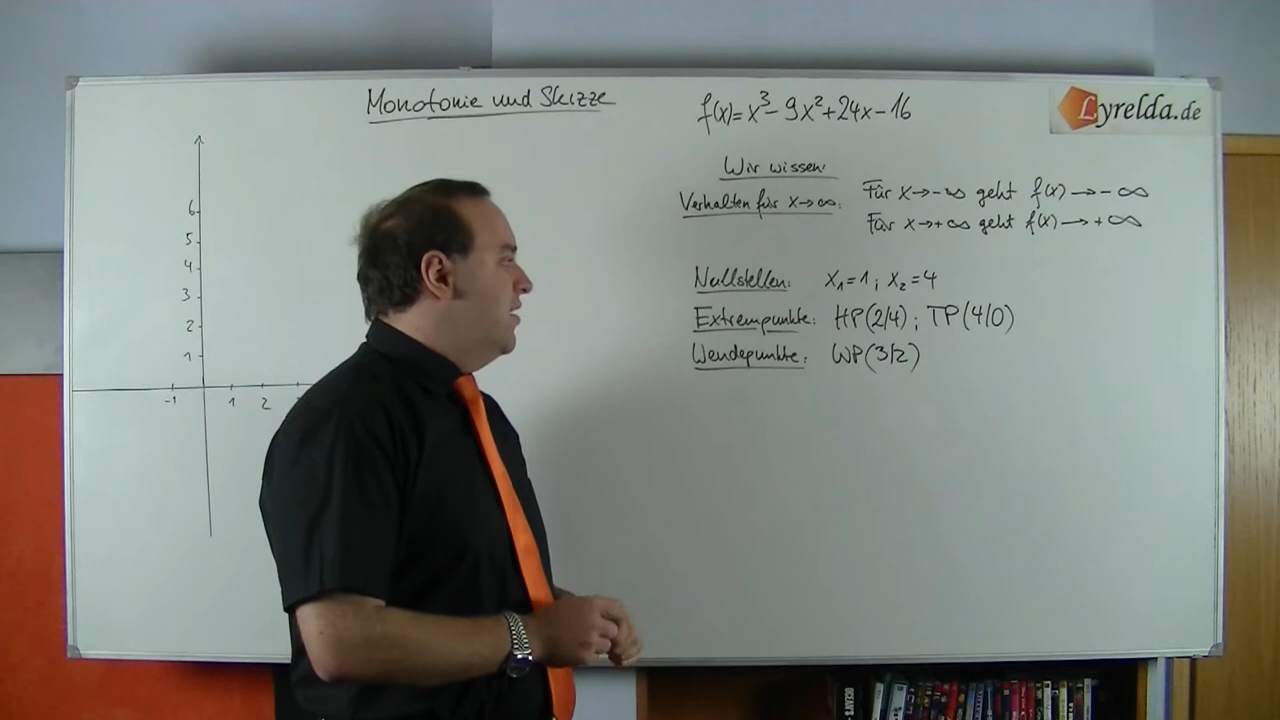 Monotonie und Skizze
f(x)=x³-9x²+24x-16
Lyrelda.de
Wir wissen:
Verhalten für x→∞: Für x→-∞ geht f(x)→-∞
Für x→+∞ geht f(x)→+∞
Nullstellen: x₁=1; x₂=4
Extrempunkte: HP(2/4); TP(4/0)
Wendepunkte: WP(3/2)
6
5
4
3
2
1
-1 1 2